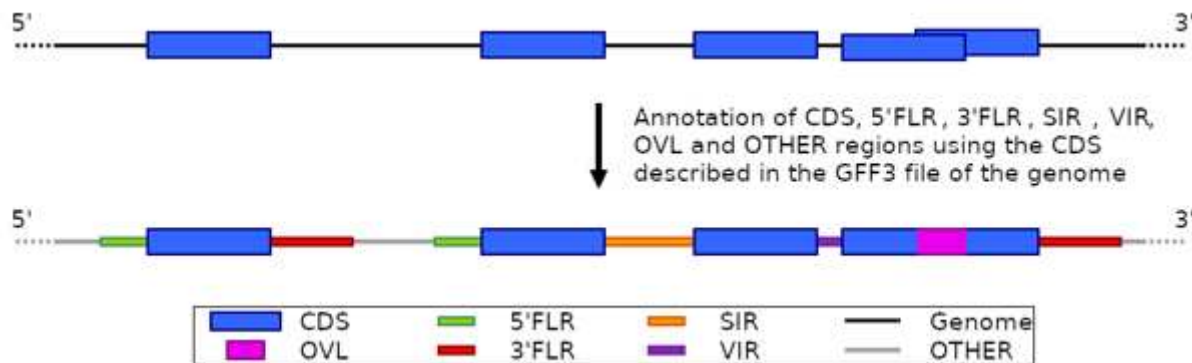 5' 3'
Annotation of CDS, 5'FLR , 3'FLR , SIR , VIR,
OVL and OTHER regions using the CDS
described in the GFF3 file of the genome
5' 3'
CDS 5'FLR SIR Genome
OVL 3'FLR VIR OTHER